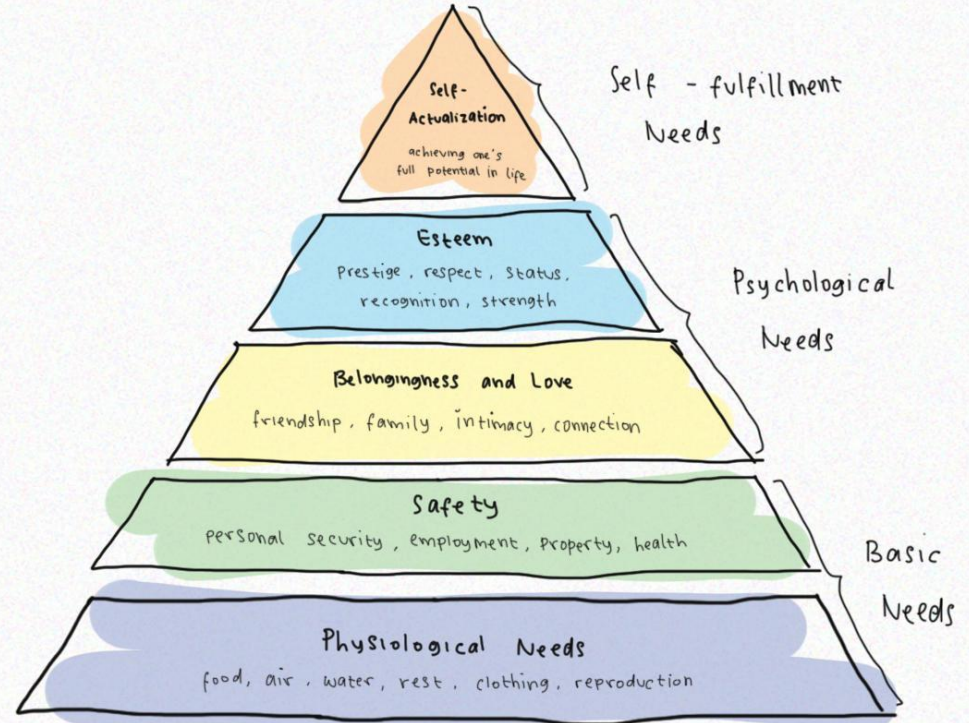 Self-
Actualization
achieving one's
full potential in life
Self - fulfillment
Needs
Esteem
Prestige, respect, status,
recognition, strength
Psychological
Needs
Belongingness and Love
friendship, family, intimacy, connection
Safety
personal security, employment, property, health
Basic
Needs
Physiological Needs
food, air, water, rest, clothing, reproduction